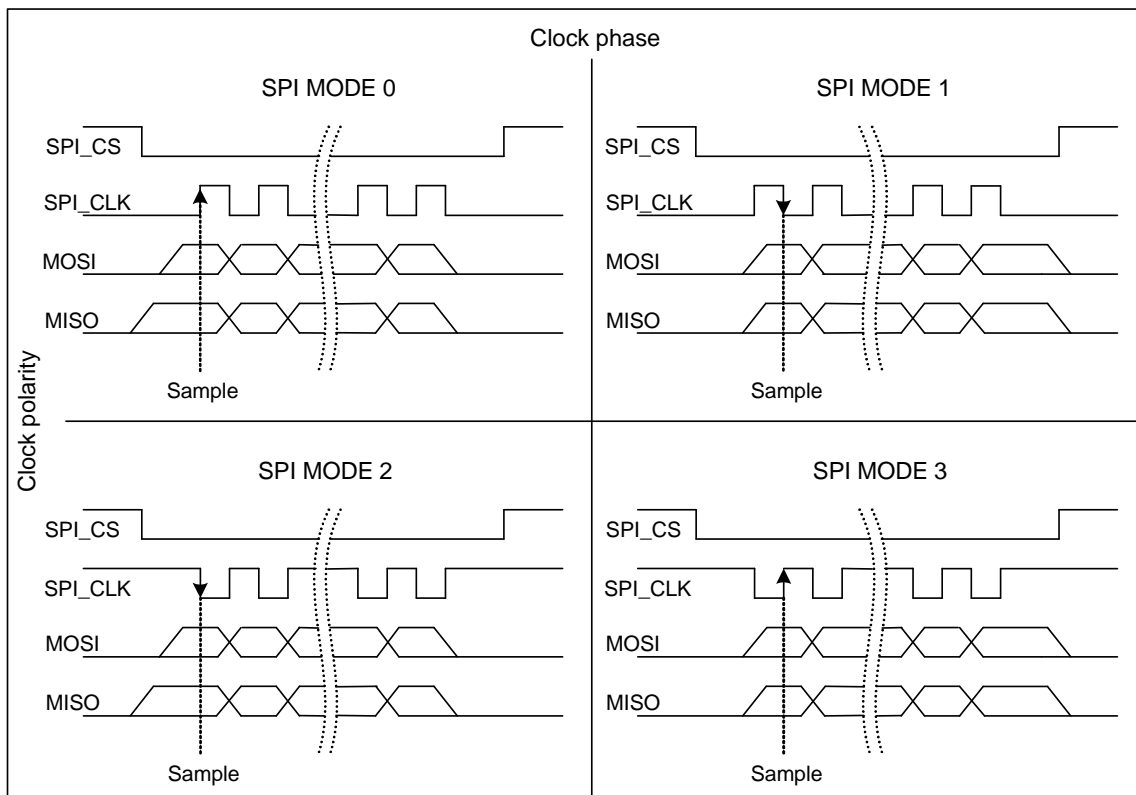 Clock phase
SPI MODE 0
SPI_CS
SPI_CLK
MOSI
MISO
Sample
SPI MODE 1
SPI_CS
SPI_CLK
MOSI
MISO
Sample
Clock polarity
SPI MODE 2
SPI_CS
SPI_CLK
MOSI
MISO
Sample
SPI MODE 3
SPI_CS
SPI_CLK
MOSI
MISO
Sample